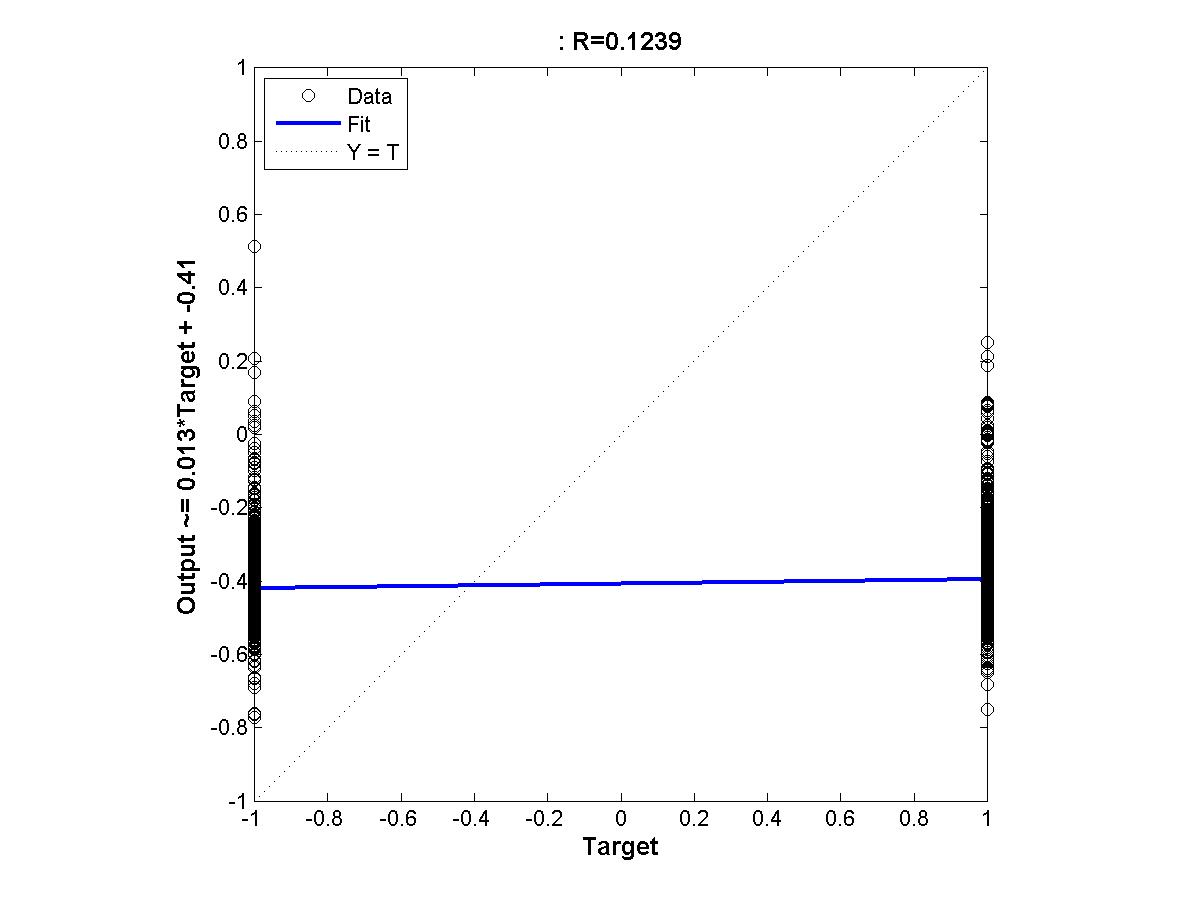 : R=0.1239
Data
Fit
Y = T
Output ~= 0.013*Target + -0.41
1
0.8
0.6
0.4
0.2
0
-0.2
-0.4
-0.6
-0.8
-1
-1 -0.8 -0.6 -0.4 -0.2 0 0.2 0.4 0.6 0.8 1
Target